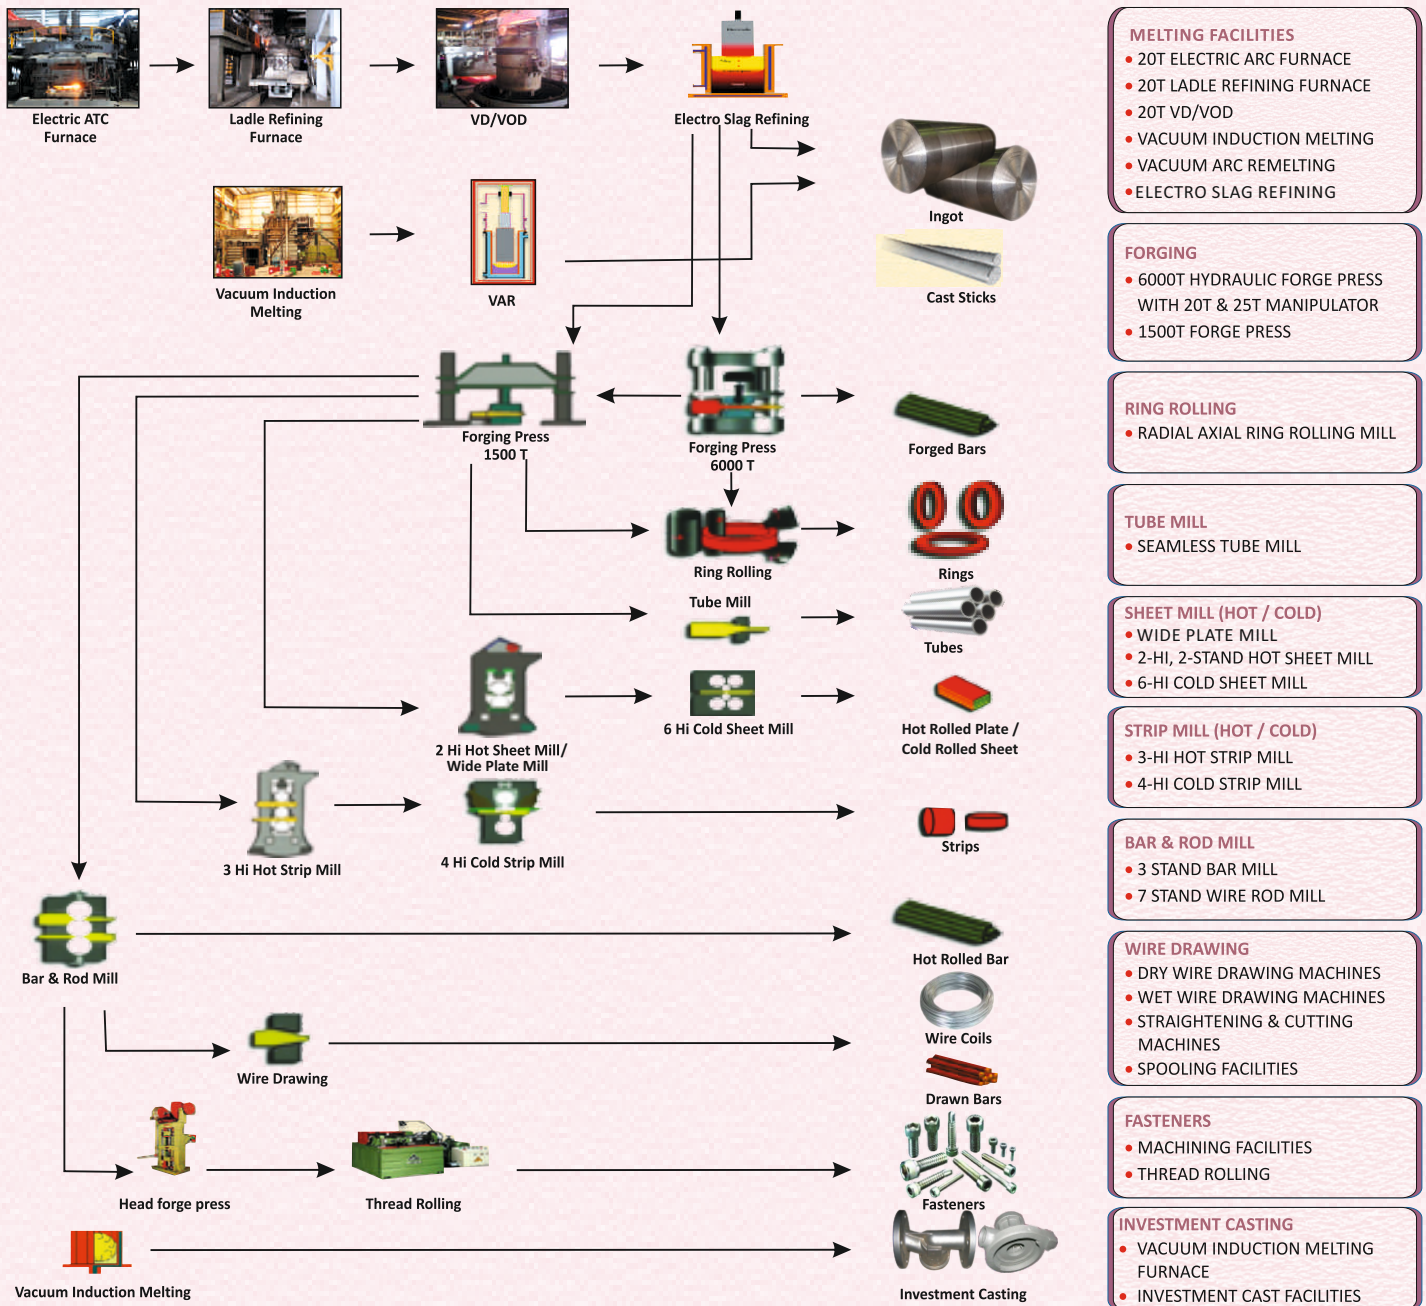 Electric ATC
Furnace
Ladle Refining
Furnace
VD/VOD
Electro Slag Refining
Ingot
Vacuum Induction
Melting
VAR
Cast Sticks
Forging Press
1500 T
Forging Press
6000 T
Forged Bars
Ring Rolling
Rings
Tube Mill
Tubes
2 Hi Hot Sheet Mill/
Wide Plate Mill
6 Hi Cold Sheet Mill
Hot Rolled Plate /
Cold Rolled Sheet
3 Hi Hot Strip Mill
4 Hi Cold Strip Mill
Strips
Bar & Rod Mill
Hot Rolled Bar
Wire Coils
Wire Drawing
Drawn Bars
Head forge press
Thread Rolling
Fasteners
Vacuum Induction Melting
Investment Casting
MELTING FACILITIES
• 20T ELECTRIC ARC FURNACE
• 20T LADLE REFINING FURNACE
• 20T VD/VOD
• VACUUM INDUCTION MELTING
• VACUUM ARC REMELTING
• ELECTRO SLAG REFINING
FORGING
• 6000T HYDRAULIC FORGE PRESS
WITH 20T & 25T MANIPULATOR
• 1500T FORGE PRESS
RING ROLLING
• RADIAL AXIAL RING ROLLING MILL
TUBE MILL
• SEAMLESS TUBE MILL
SHEET MILL (HOT / COLD)
• WIDE PLATE MILL
• 2-HI, 2-STAND HOT SHEET MILL
• 6-HI COLD SHEET MILL
STRIP MILL (HOT / COLD)
• 3-HI HOT STRIP MILL
• 4-HI COLD STRIP MILL
BAR & ROD MILL
• 3 STAND BAR MILL
• 7 STAND WIRE ROD MILL
WIRE DRAWING
• DRY WIRE DRAWING MACHINES
• WET WIRE DRAWING MACHINES
• STRAIGHTENING & CUTTING
MACHINES
• SPOOLING FACILITIES
FASTENERS
• MACHINING FACILITIES
• THREAD ROLLING
INVESTMENT CASTING
• VACUUM INDUCTION MELTING
FURNACE
• INVESTMENT CAST FACILITIES